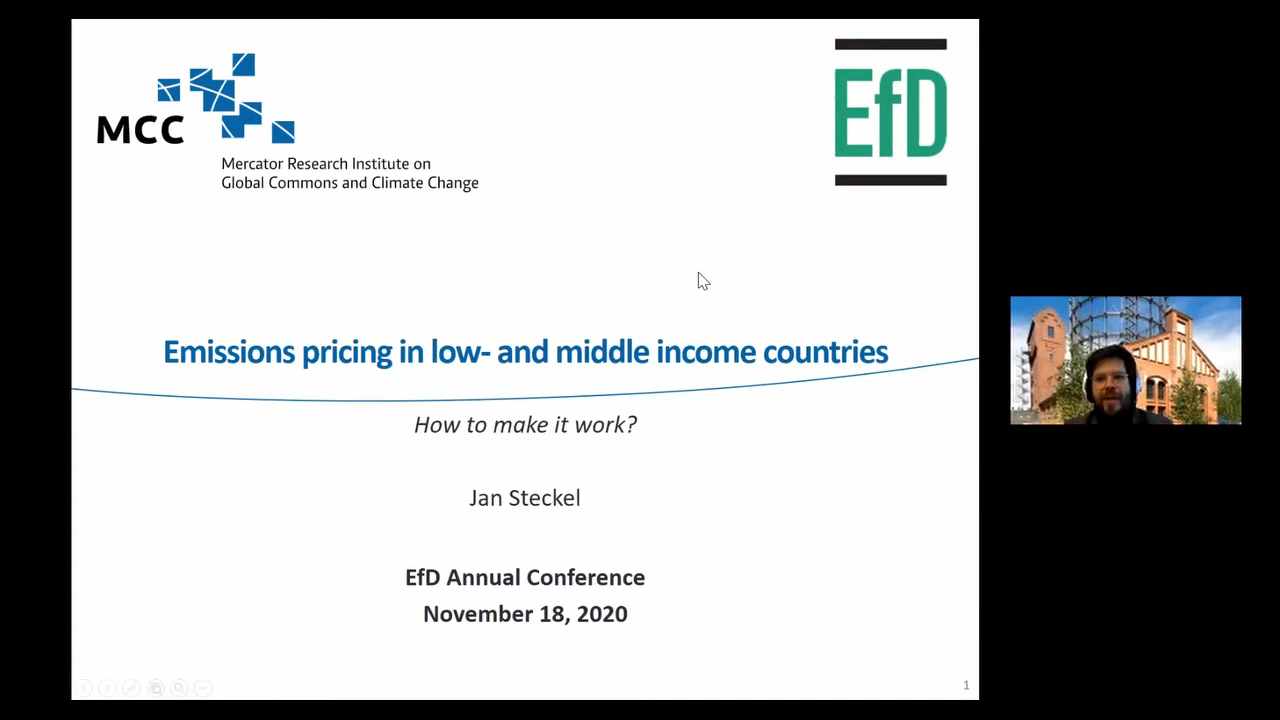 MCC
Mercator Research Institute on
Global Commons and Climate Change
EfD
Emissions pricing in low- and middle income countries
How to make it work?
Jan Steckel
EfD Annual Conference
November 18, 2020
1